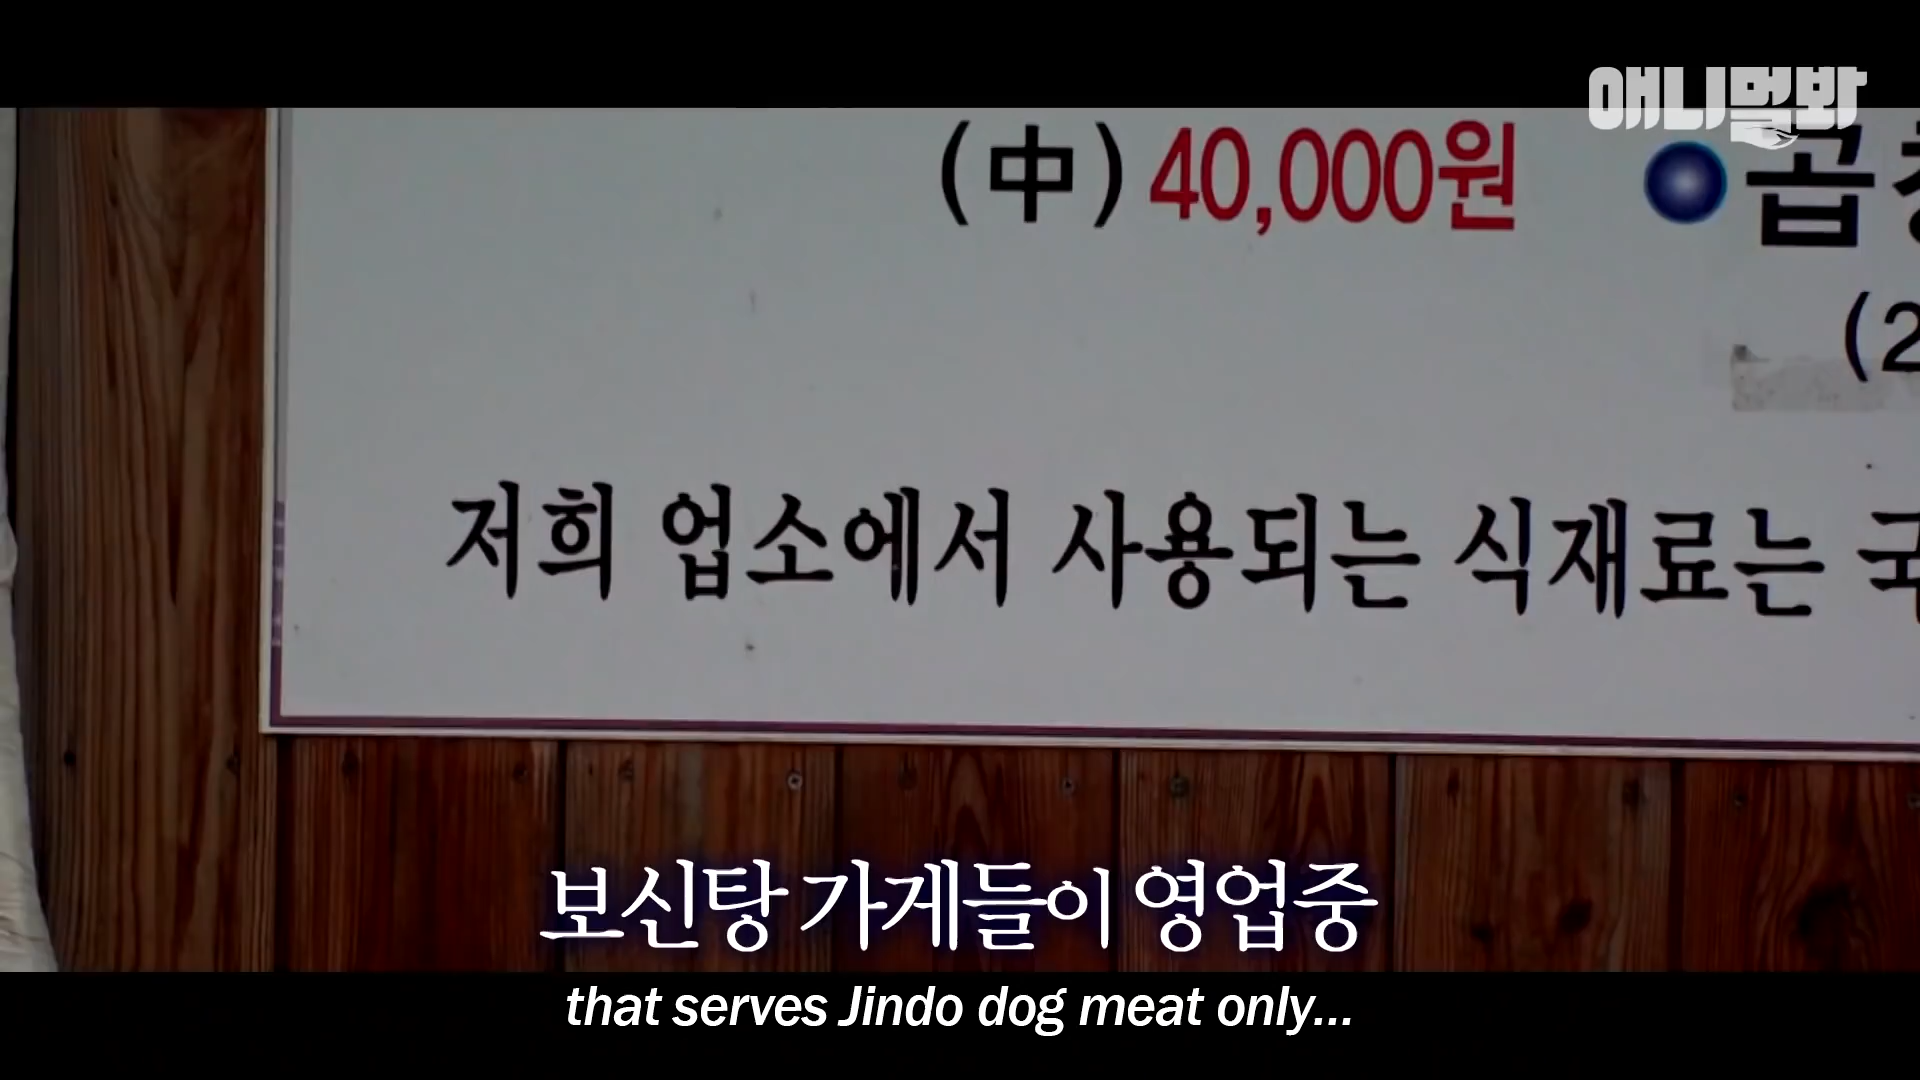 애니멀봐
(中) 40,000원
곱
(2
저희 업소에서 사용되는 식재료는
보신탕 가게들이 영업중
that serves Jindo dog meat only...